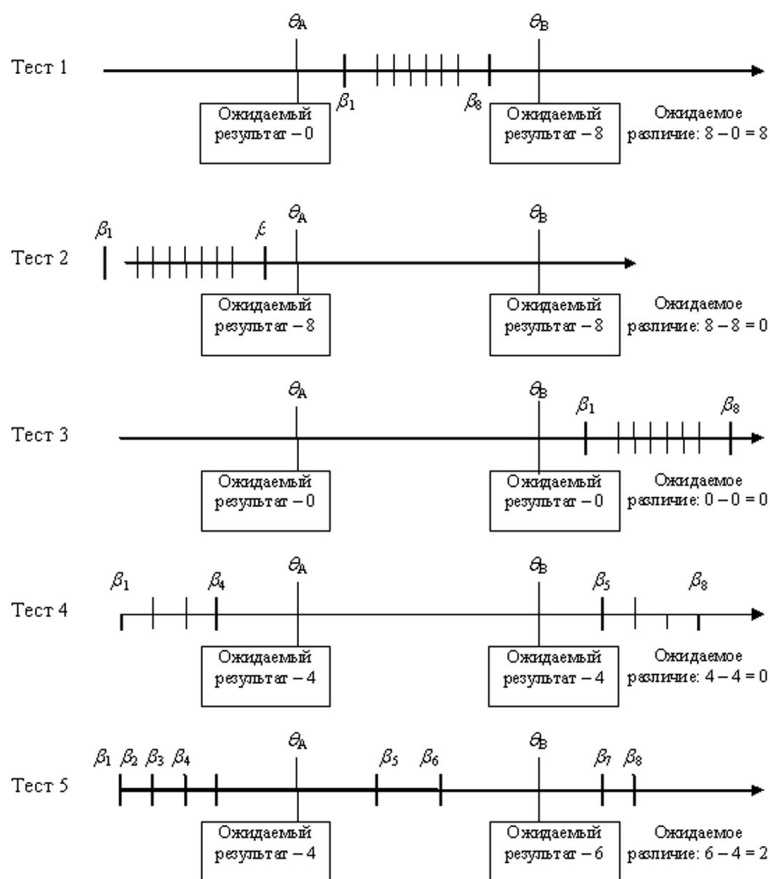 θA θB
Тест 1
β1 β8
Ожидаемый
результат – 0
Ожидаемый
результат – 8
Ожидаемое
различие: 8 – 0 = 8
β1 β θA θB
Тест 2
Ожидаемый
результат – 8
Ожидаемый
результат – 8
Ожидаемое
различие: 8 – 8 = 0
θA θB β1 β8
Тест 3
Ожидаемый
результат – 0
Ожидаемый
результат – 0
Ожидаемое
различие: 0 – 0 = 0
β1 β4 θA θB β5 β8
Тест 4
Ожидаемый
результат – 4
Ожидаемый
результат – 4
Ожидаемое
различие: 4 – 4 = 0
β1 β2 β3 β4 θA β5 β6 θB β7 β8
Тест 5
Ожидаемый
результат – 4
Ожидаемый
результат – 6
Ожидаемое
различие: 6 – 4 = 2